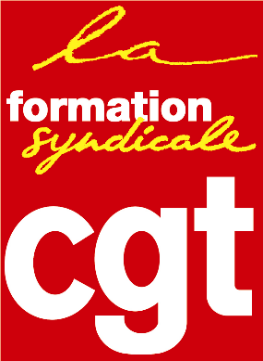 la
formation
syndicale
cgt